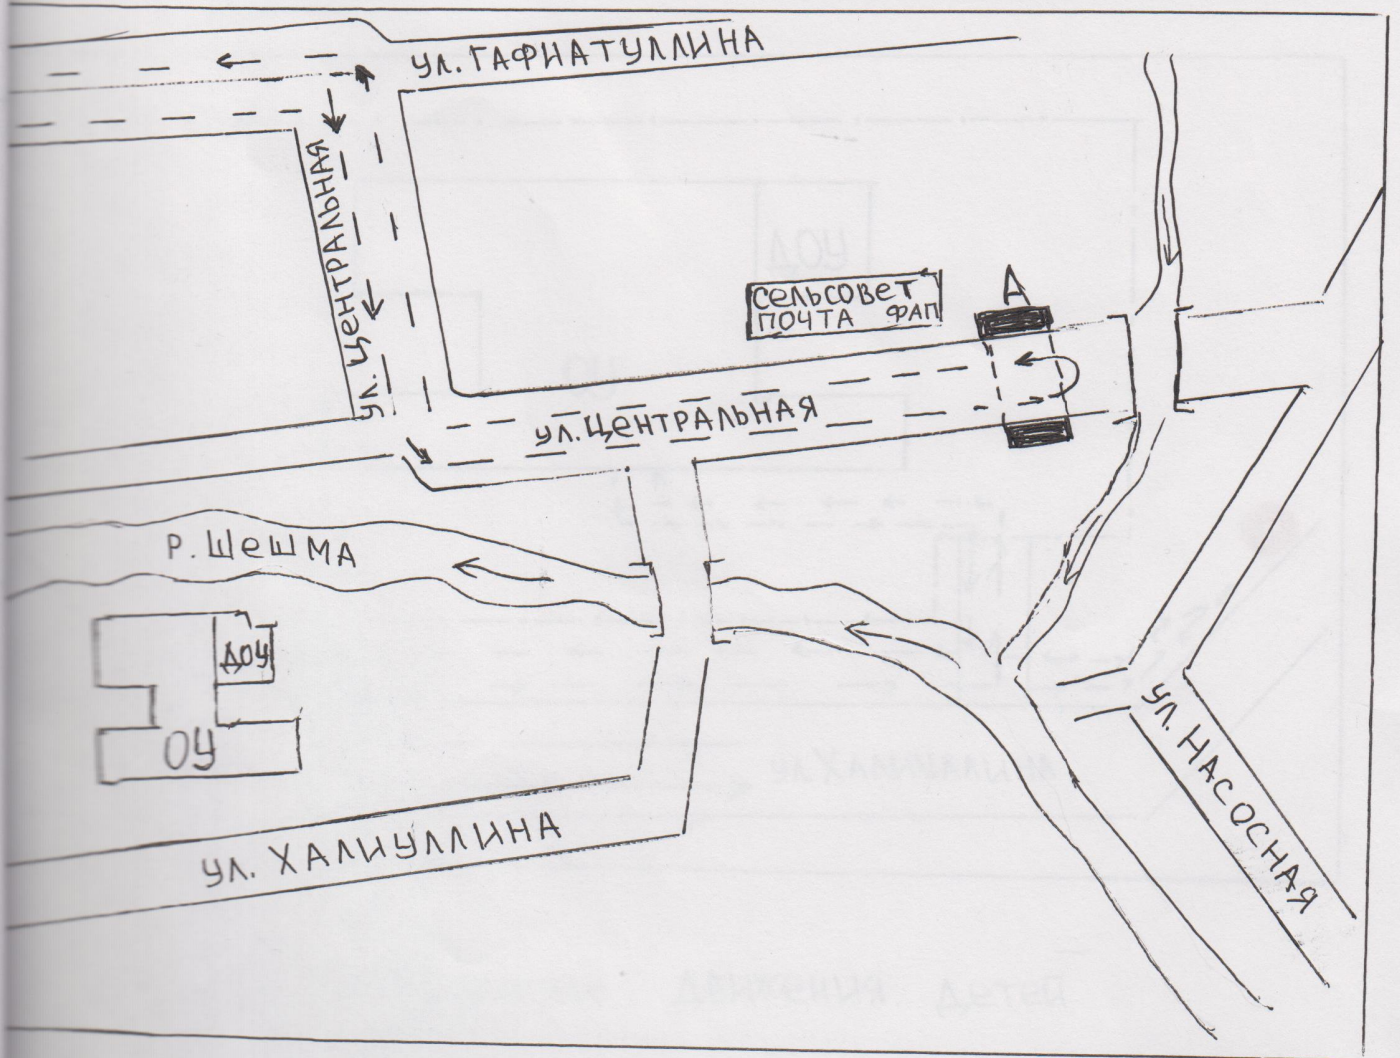 ул. ГАФИАТУЛЛИНА
ул. ЦЕНТРАЛЬНАЯ
СЕЛЬСОВЕТ
ПОЧТА ФАП
А
ул. ЦЕНТРАЛЬНАЯ
Р. ШЕШМА
ДОУ
ОУ
ул. НАСОСНАЯ
ул. ХАЛИУЛЛИНА